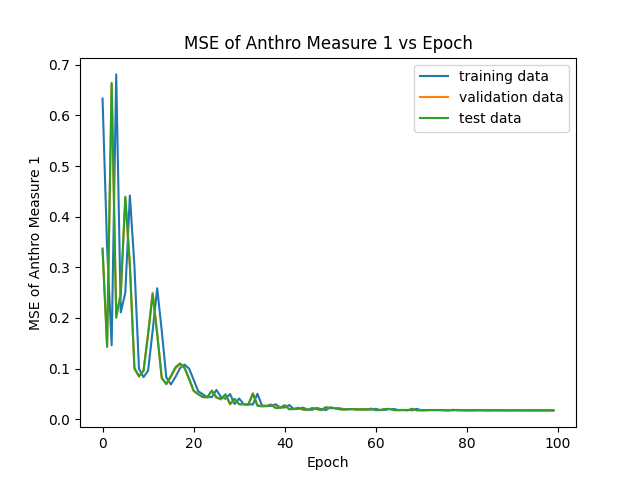 MSE of Anthro Measure 1 vs Epoch
training data
validation data
test data
MSE of Anthro Measure 1
0.7
0.6
0.5
0.4
0.3
0.2
0.1
0.0
0 20 40 60 80 100
Epoch